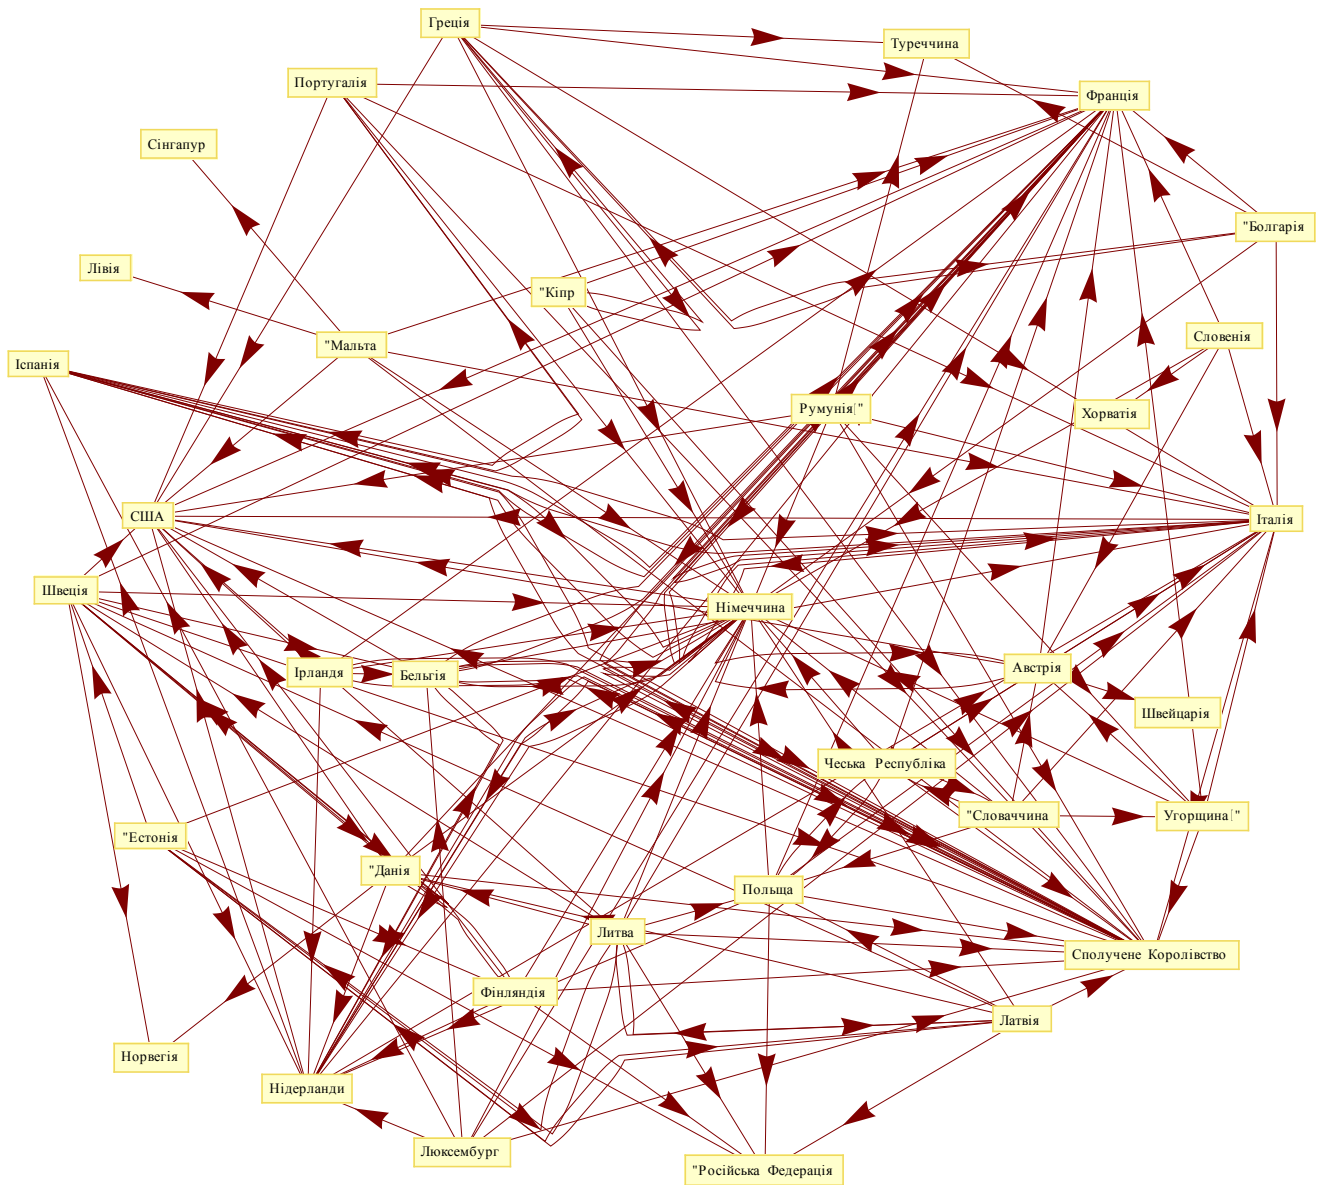 Греція
Туреччина
Португалія
Франція
Сінгапур
"Болгарія
Лівія
"Кіпр
Словенія
"Мальта
Іспанія
Румунія["
Хорватія
США
Італія
Швеція
Німеччина
Ірландя
Бельгія
Австрія
Швейцарія
Чеська Республіка
"Словаччина
Угорщина["
"Естонія
"Данія
Польща
Литва
Сполучене Королівство
Фінляндія
Латвія
Норвегія
Нідерланди
Люксембург
"Російська Федерація